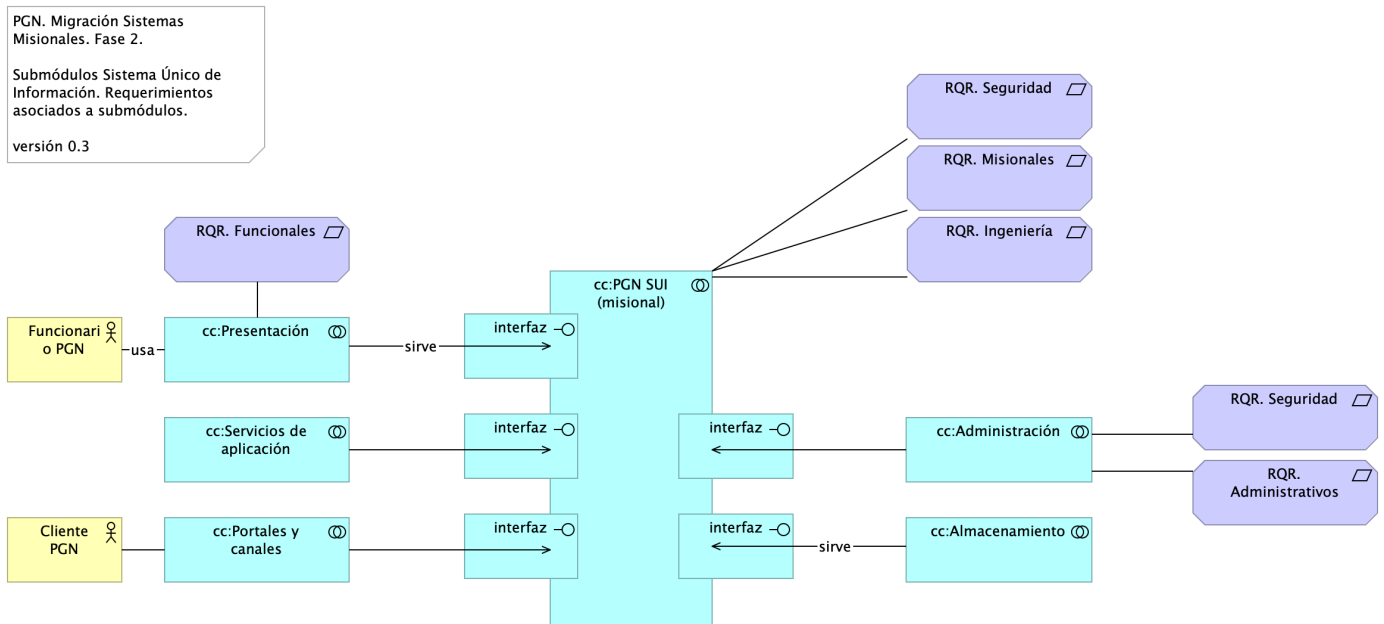 PGN. Migración Sistemas
Misionales. Fase 2.
Submódulos Sistema Único de
Información. Requerimientos
asociados a submódulos.
versión 0.3
RQR. Seguridad
RQR. Misionales
RQR. Ingeniería
RQR. Funcionales
cc:PGN SUI
(misional)
Funcionari
o PGN
usa
cc:Presentación
sirve
interfaz
cc:Servicios de
aplicación
interfaz
interfaz
cc:Administración
RQR. Seguridad
RQR.
Administrativos
Cliente
PGN
cc:Portales y
canales
interfaz
interfaz
sirve
cc:Almacenamiento